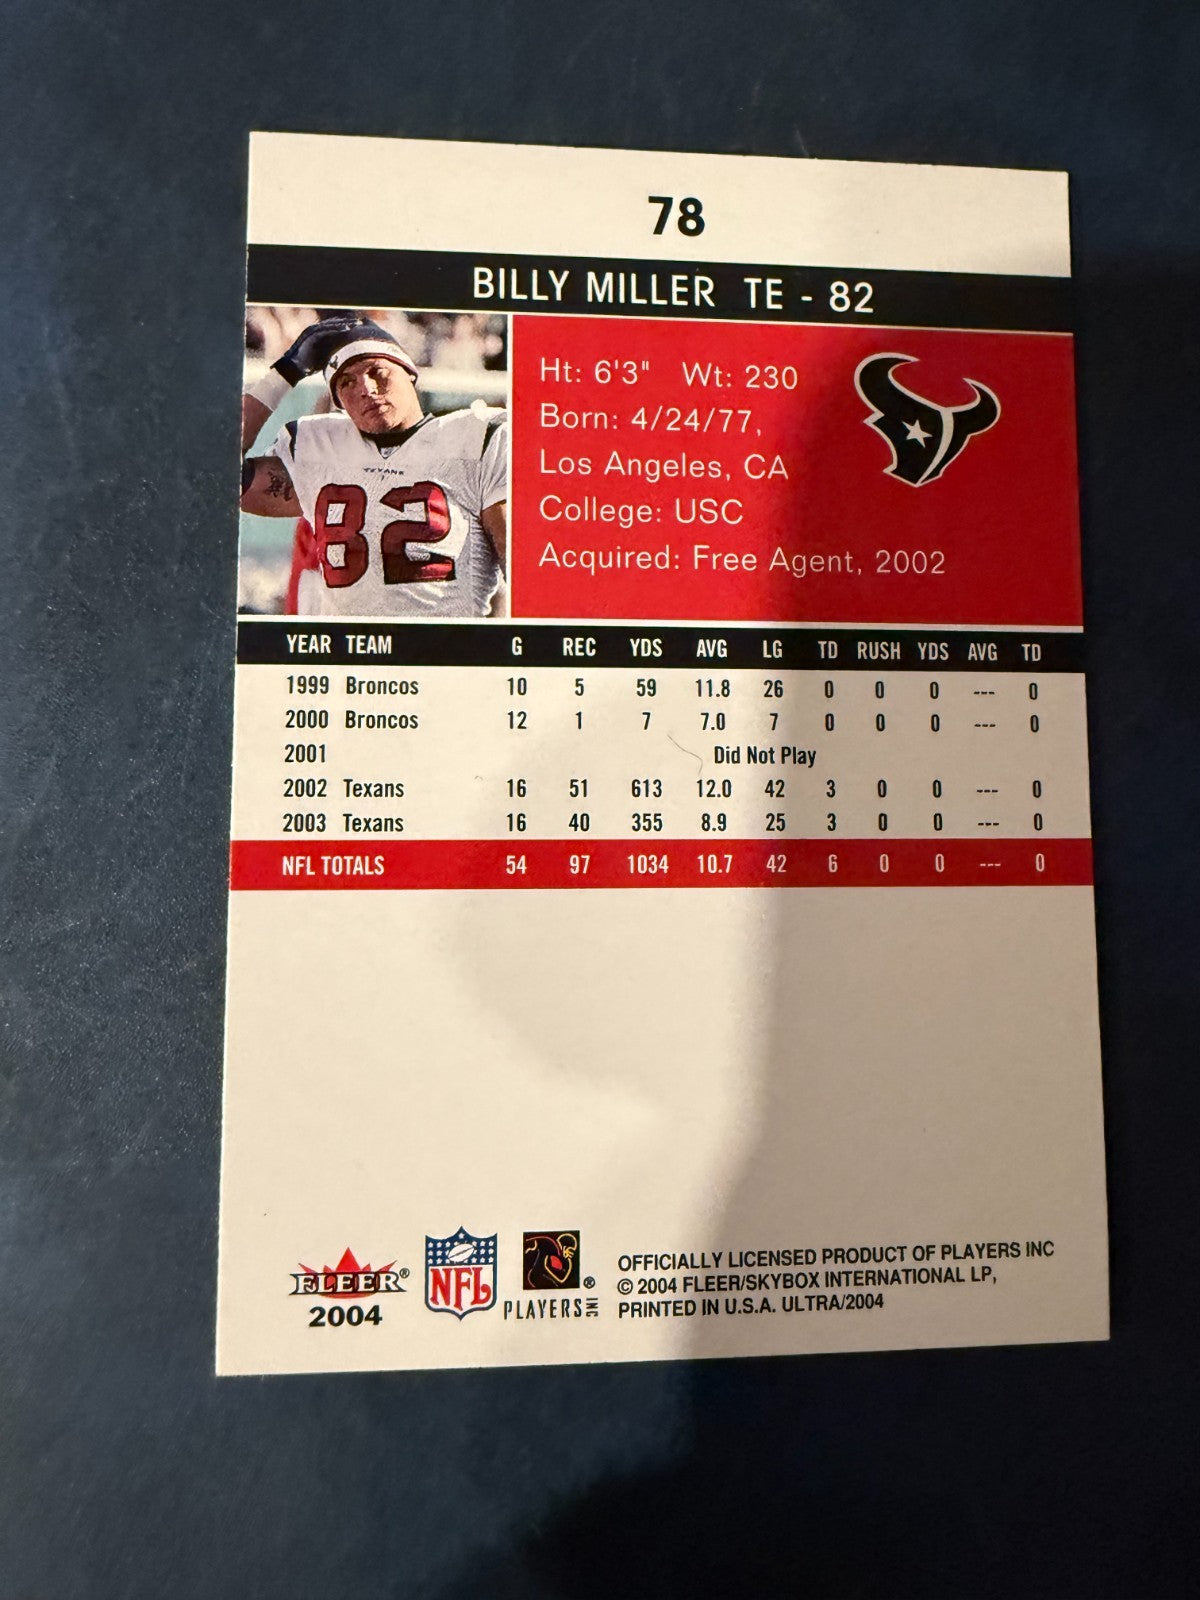 78
BILLY MILLER TE - 82
Ht: 6'3" Wt: 230
Born: 4/24/77,
Los Angeles, CA
College: USC
Acquired: Free Agent, 2002
TEXANS
82
YEAR TEAM G REC YDS AVG LG TD RUSH YDS AVG TD
1999 Broncos 10 5 59 11.8 26 0 0 0 --- 0
2000 Broncos 12 1 7 7.0 7 0 0 0 --- 0
2001 Did Not Play
2002 Texans 16 51 613 12.0 42 3 0 0 --- 0
2003 Texans 16 40 355 8.9 25 3 0 0 --- 0
NFL TOTALS 54 97 1034 10.7 42 6 0 0 --- 0
FLEER®
2004
NFL
PLAYERS INC ®
OFFICIALLY LICENSED PRODUCT OF PLAYERS INC
© 2004 FLEER/SKYBOX INTERNATIONAL LP,
PRINTED IN U.S.A. ULTRA/2004